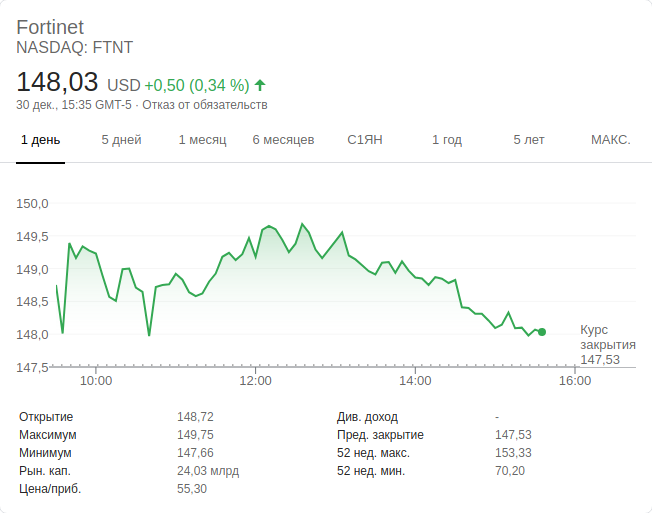 Fortinet
NASDAQ: FTNT
148,03 USD +0,50 (0,34 %)
30 дек., 15:35 GMT-5 · Отказ от обязательств
1 день 5 дней 1 месяц 6 месяцев С1ЯН 1 год 5 лет МАКС.
150,0
149,5
149,0
148,5
148,0
147,5
Курс
закрытия
147,53
10:00 12:00 14:00 16:00
Открытие 148,72
Максимум 149,75
Минимум 147,66
Рын. кап. 24,03 млрд
Цена/приб. 55,30
Див. доход -
Пред. закрытие 147,53
52 нед. макс. 153,33
52 нед. мин. 70,20